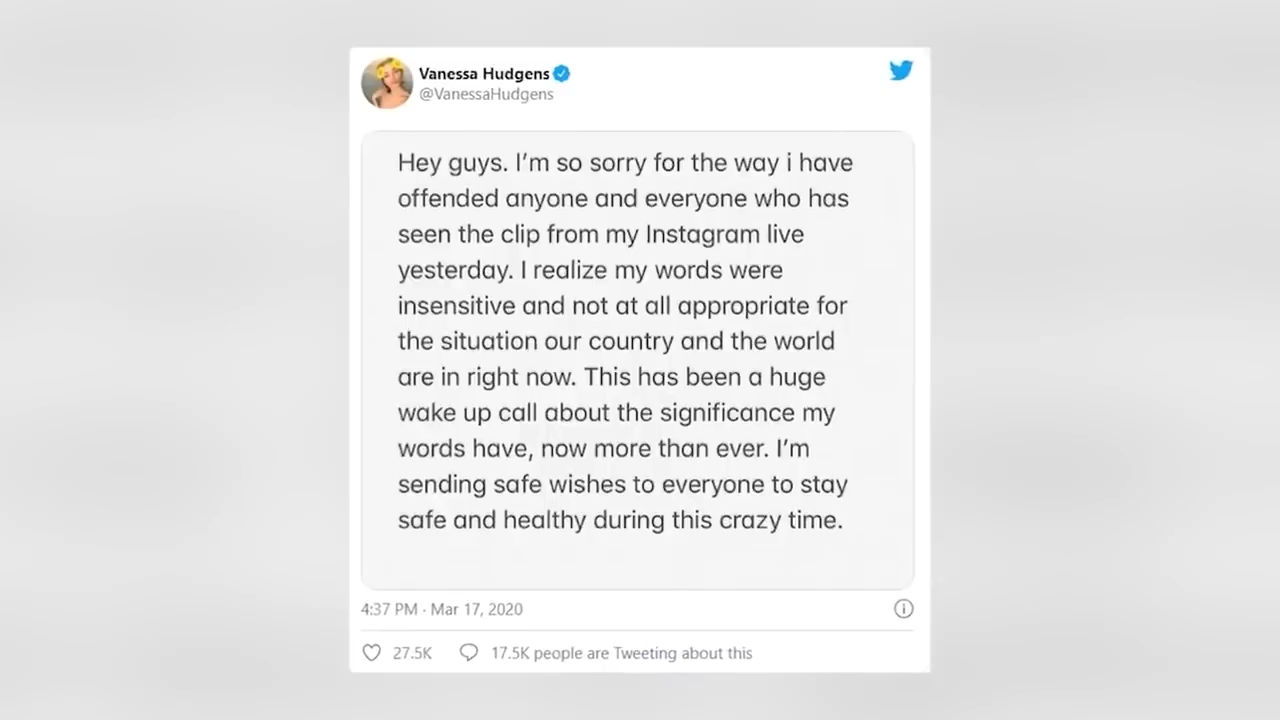 Vanessa Hudgens
@VanessaHudgens
Hey guys. I’m so sorry for the way i have
offended anyone and everyone who has
seen the clip from my Instagram live
yesterday. I realize my words were
insensitive and not at all appropriate for
the situation our country and the world
are in right now. This has been a huge
wake up call about the significance my
words have, now more than ever. I’m
sending safe wishes to everyone to stay
safe and healthy during this crazy time.
4:37 PM · Mar 17, 2020
27.5K 17.5K people are Tweeting about this